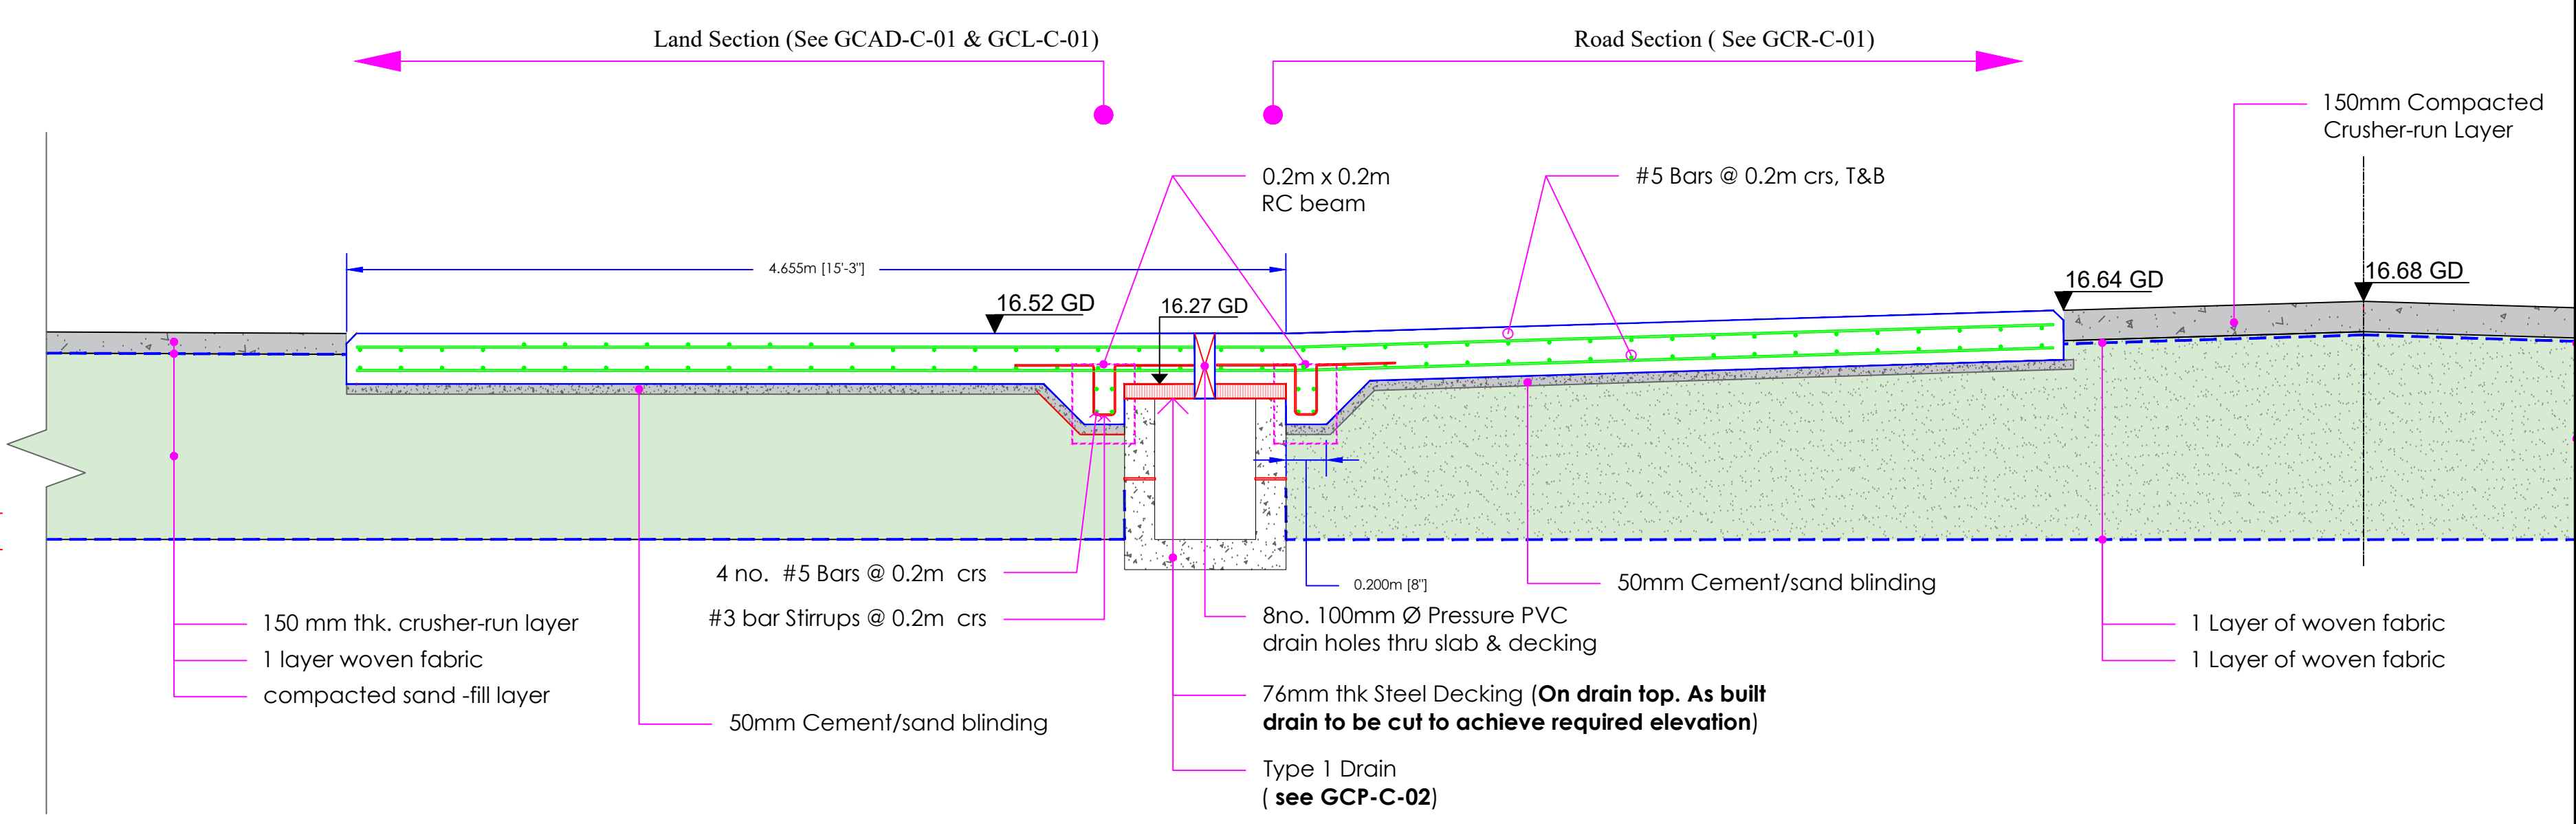 Land Section (See GCAD-C-01 & GCL-C-01)
Road Section ( See GCR-C-01)
150mm Compacted
Crusher-run Layer
0.2m x 0.2m
RC beam
#5 Bars @ 0.2m crs, T&B
4.655m [15'-3"]
16.52 GD
16.27 GD
16.64 GD
16.68 GD
4 no.  #5 Bars @ 0.2m  crs
#3 bar Stirrups @ 0.2m  crs
0.200m [8"]
50mm Cement/sand blinding
8no. 100mm Ø Pressure PVC
drain holes thru slab & decking
150 mm thk. crusher-run layer
1 layer woven fabric
compacted sand -fill layer
1 Layer of woven fabric
1 Layer of woven fabric
50mm Cement/sand blinding
76mm thk Steel Decking (On drain top. As built
drain to be cut to achieve required elevation)
Type 1 Drain
( see GCP-C-02)